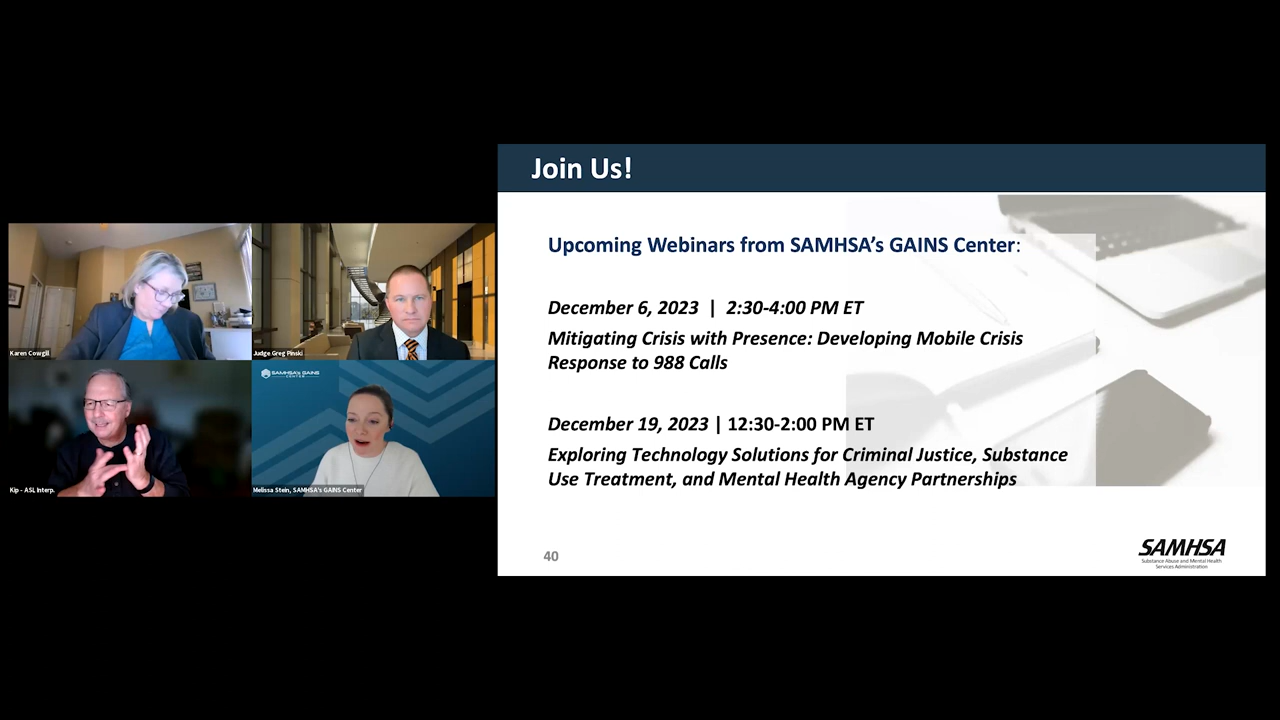 Join Us!
Upcoming Webinars from SAMHSA's GAINS Center:
December 6, 2023 | 2:30-4:00 PM ET
Mitigating Crisis with Presence: Developing Mobile Crisis
Response to 988 Calls
December 19, 2023 | 12:30-2:00 PM ET
Exploring Technology Solutions for Criminal Justice, Substance
Use Treatment, and Mental Health Agency Partnerships
40
SAMHSA
Substance Abuse and Mental Health
Services Administration
Karen Cowgill
Judge Greg Pinski
Kip - ASL Interp.
SAMHSA's GAINS
CENTER
Melissa Stein, SAMHSA's GAINS Center